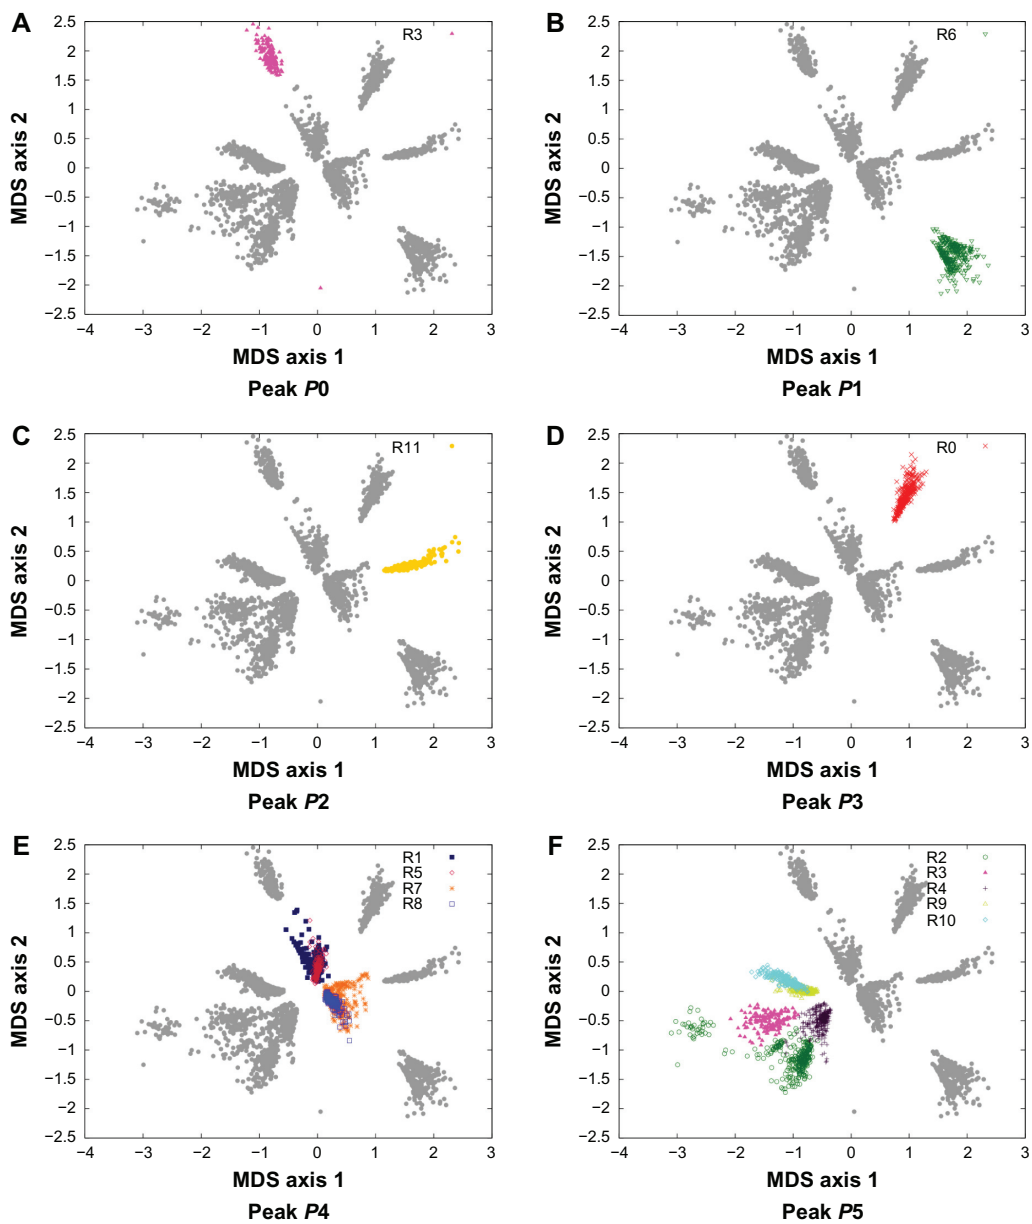 A
MDS axis 2
2.5
2
1.5
1
0.5
0
−0.5
−1
−1.5
−2
−2.5
R3
−4 −3 −2 −1 0 1 2 3
MDS axis 1
Peak P0
B
MDS axis 2
2.5
2
1.5
1
0.5
0
−0.5
−1
−1.5
−2
2.5
R6
−4 −3 −2 −1 0 1 2 3
MDS axis 1
Peak P1
C
MDS axis 2
2.5
2
1.5
1
0.5
0
−0.5
−1
−1.5
−2
2.5
R11
−4 −3 −2 −1 0 1 2 3
MDS axis 1
Peak P2
D
MDS axis 2
2.5
2
1.5
1
0.5
0
−0.5
−1
−1.5
−2
2.5
R0
−4 −3 −2 −1 0 1 2 3
MDS axis 1
Peak P3
E
MDS axis 2
2.5
2
1.5
1
0.5
0
−0.5
−1
−1.5
−2
−2.5
R1
R5
R7
R8
−4 −3 −2 −1 0 1 2 3
MDS axis 1
Peak P4
F
MDS axis 2
2.5
2
1.5
1
0.5
0
−0.5
−1
−1.5
−2
−2.5
R2
R3
R4
R9
R10
−4 −3 −2 −1 0 1 2 3
MDS axis 1
Peak P5